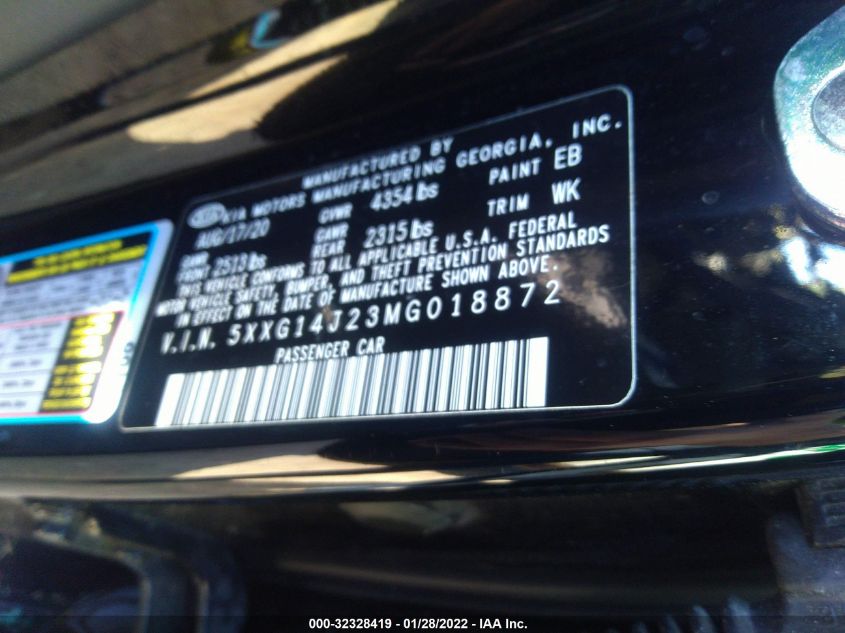 MANUFACTURED BY
KIA KIA MOTORS MANUFACTURING GEORGIA, INC.
AUG/17/20 GVWR 4354 lbs PAINT EB
GAWR FRONT 2513 lbs GAWR REAR 2315 lbs TRIM WK
THIS VEHICLE CONFORMS TO ALL APPLICABLE U.S.A. FEDERAL
MOTOR VEHICLE SAFETY, BUMPER, AND THEFT PREVENTION STANDARDS
IN EFFECT ON THE DATE OF MANUFACTURE SHOWN ABOVE.
V.I.N. 5XXG14J23MG018872
PASSENGER CAR
000-32328419 - 01/28/2022 - IAA Inc.